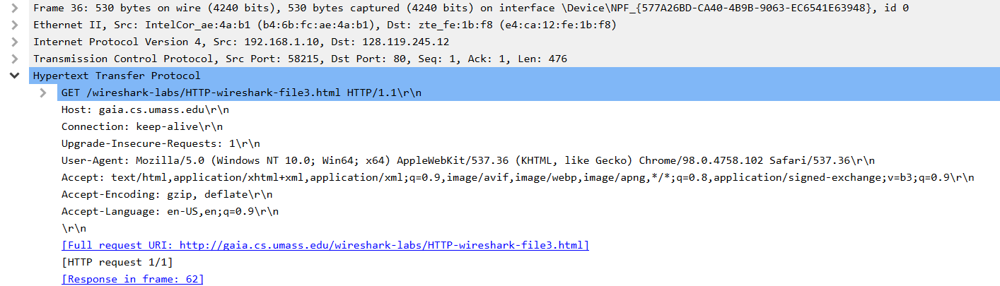 Frame 36: 530 bytes on wire (4240 bits), 530 bytes captured (4240 bits) on interface \Device\NPF_{577A26BD-CA40-4B9B-9063-EC6541E63948}, id 0
Ethernet II, Src: IntelCor_ae:4a:b1 (b4:6b:fc:ae:4a:b1), Dst: zte_fe:1b:f8 (e4:ca:12:fe:1b:f8)
Internet Protocol Version 4, Src: 192.168.1.10, Dst: 128.119.245.12
Transmission Control Protocol, Src Port: 58215, Dst Port: 80, Seq: 1, Ack: 1, Len: 476
Hypertext Transfer Protocol
GET /wireshark-labs/HTTP-wireshark-file3.html HTTP/1.1\r\n
Host: gaia.cs.umass.edu\r\n
Connection: keep-alive\r\n
Upgrade-Insecure-Requests: 1\r\n
User-Agent: Mozilla/5.0 (Windows NT 10.0; Win64; x64) AppleWebKit/537.36 (KHTML, like Gecko) Chrome/98.0.4758.102 Safari/537.36\r\n
Accept: text/html,application/xhtml+xml,application/xml;q=0.9,image/avif,image/webp,image/apng,*/*;q=0.8,application/signed-exchange;v=b3;q=0.9\r\n
Accept-Encoding: gzip, deflate\r\n
Accept-Language: en-US,en;q=0.9\r\n
\r\n
[Full request URI: http://gaia.cs.umass.edu/wireshark-labs/HTTP-wireshark-file3.html]
[HTTP request 1/1]
[Response in frame: 62]